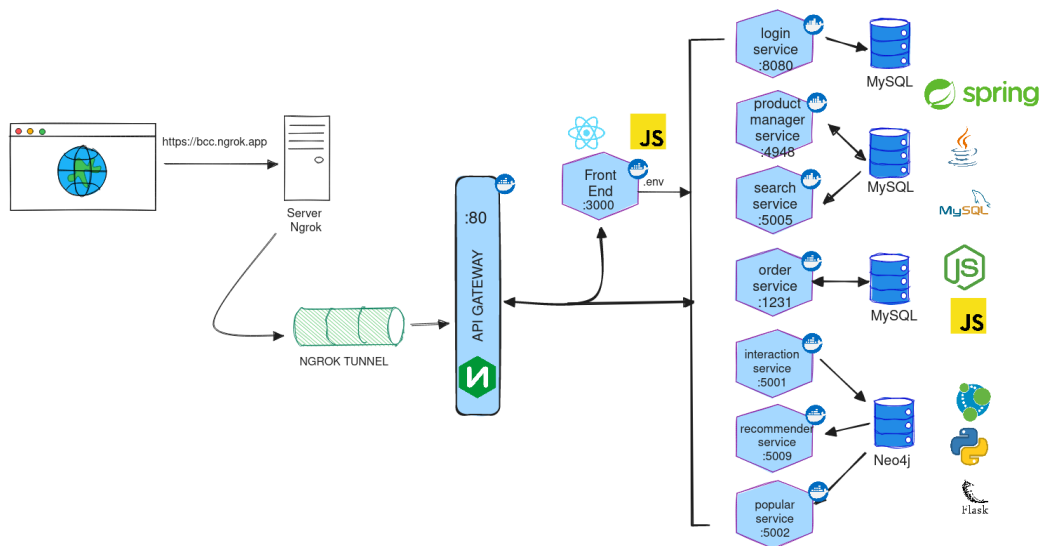 https://bcc.ngrok.app
Server
Ngrok
NGROK TUNNEL
:80
API GATEWAY
JS
Front
End
:3000
.env
login
service
:8080
MySQL
product
manager
service
:4948
MySQL
search
service
:5005
order
service
:1231
MySQL
interaction
service
:5001
recommender
service
:5009
Neo4j
popular
service
:5002
spring
MySQL
JS
JS
Flask